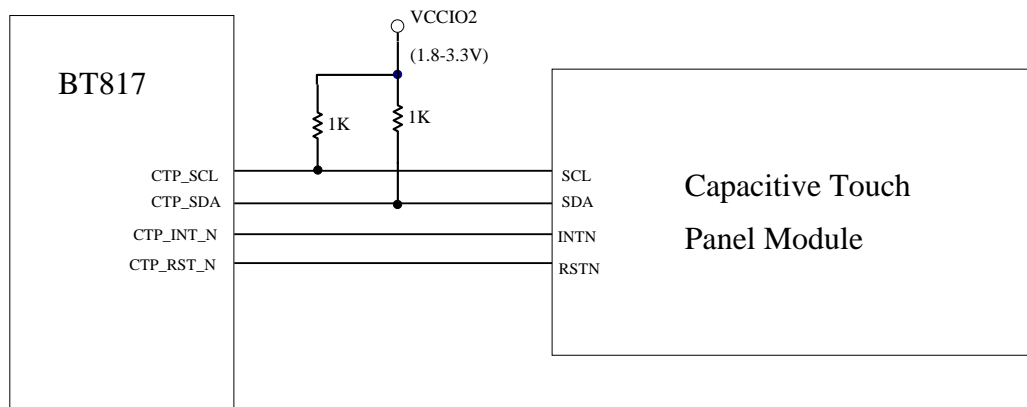 VCCIO2
(1.8-3.3V)
BT817
1K
1K
CTP_SCL
SCL
CTP_SDA
SDA
CTP_INT_N
INTN
CTP_RST_N
RSTN
Capacitive Touch
Panel Module